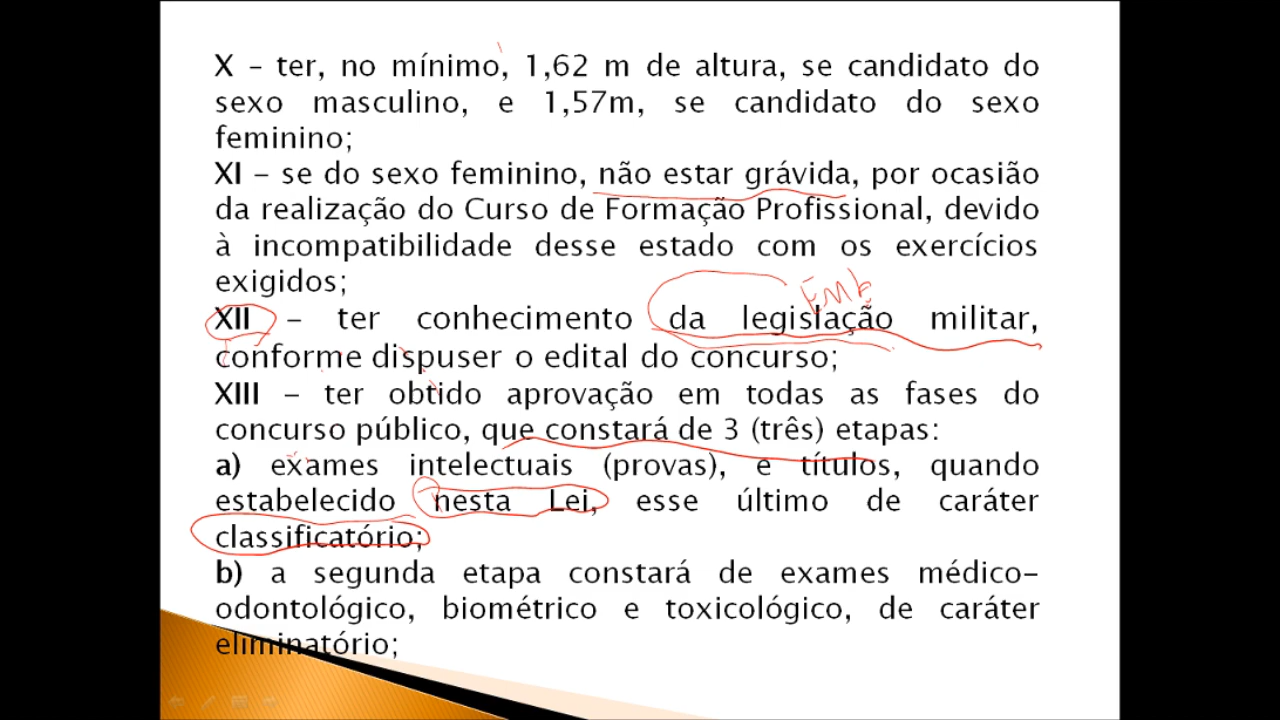 X – ter, no mínimo, 1,62 m de altura, se candidato do
sexo masculino, e 1,57m, se candidato do sexo
feminino;
XI – se do sexo feminino, não estar grávida, por ocasião
da realização do Curso de Formação Profissional, devido
à incompatibilidade desse estado com os exercícios
exigidos;
XII – ter conhecimento da legislação militar,
conforme dispuser o edital do concurso;
XIII – ter obtido aprovação em todas as fases do
concurso público, que constará de 3 (três) etapas:
a) exames intelectuais (provas), e títulos, quando
estabelecido nesta Lei, esse último de caráter
classificatório;
b) a segunda etapa constará de exames médico-
odontológico, biométrico e toxicológico, de caráter
eliminatório;